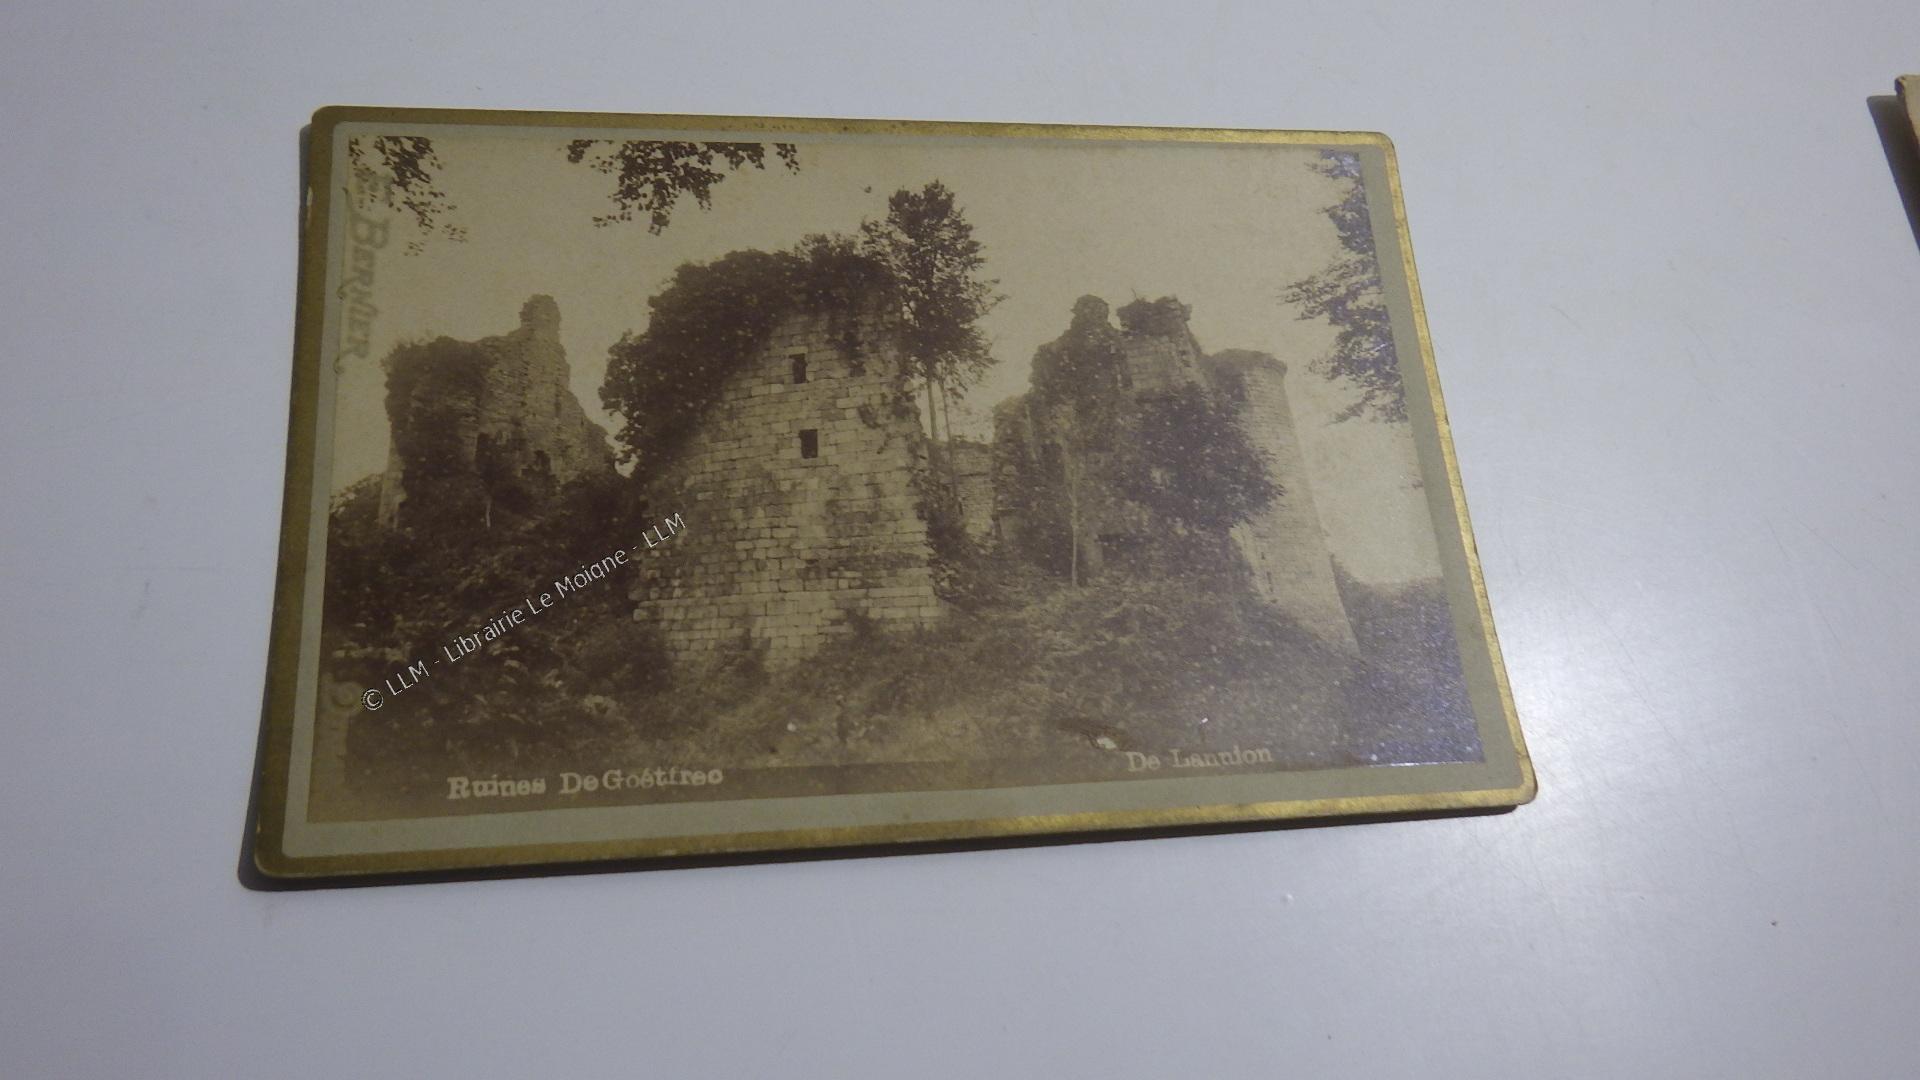 E. BERNIER
© LLM - Librairie Le Moigne - LLM
Ruines De Goëtfrec
De Lannion